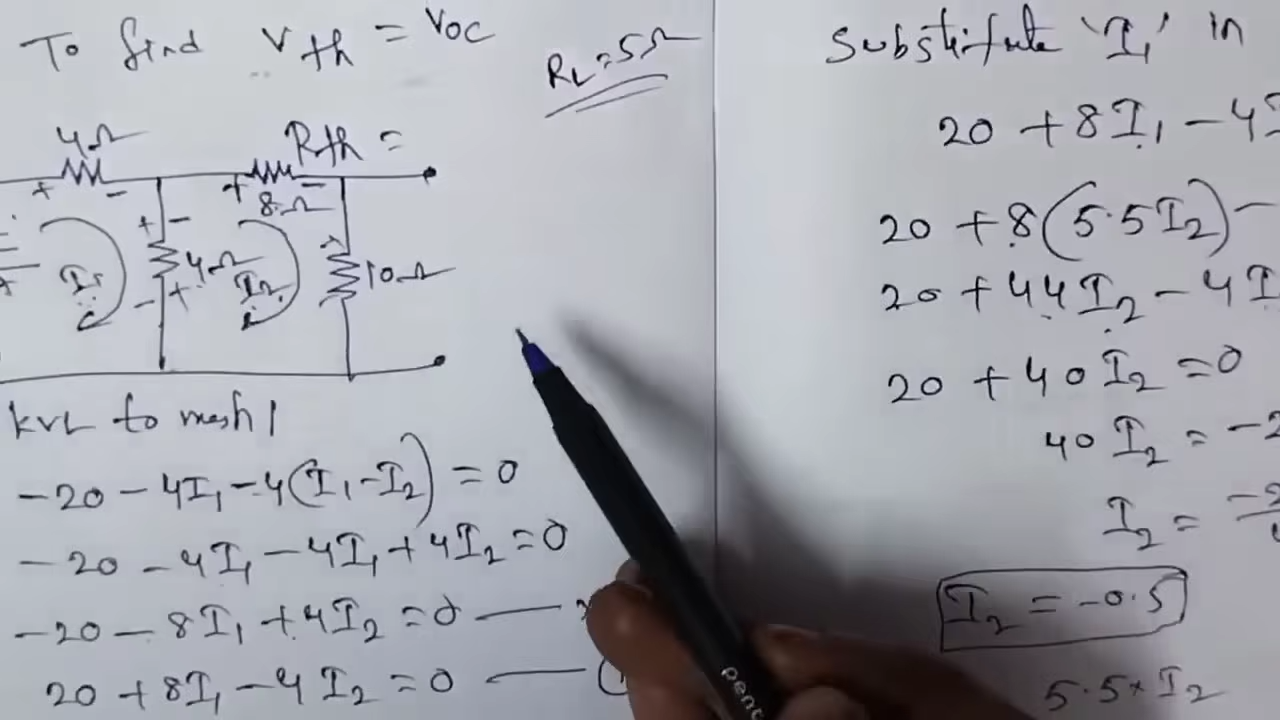 To find Vth = Voc
RL = 5Ω
4Ω
Rth =
8Ω
I1
4Ω
I2
10Ω
KVL to mesh 1
-20 - 4I1 - 4(I1 - I2) = 0
-20 - 4I1 - 4I1 + 4I2 = 0
-20 - 8I1 + 4I2 = 0
20 + 8I1 - 4I2 = 0
Substitute 'I1' in
20 + 8I1 - 4I
20 + 8(5.5I2) -
20 + 44I2 - 4I
20 + 40I2 = 0
40I2 = -2
I2 =
I2 = -0.5
5.5 * I2
pent